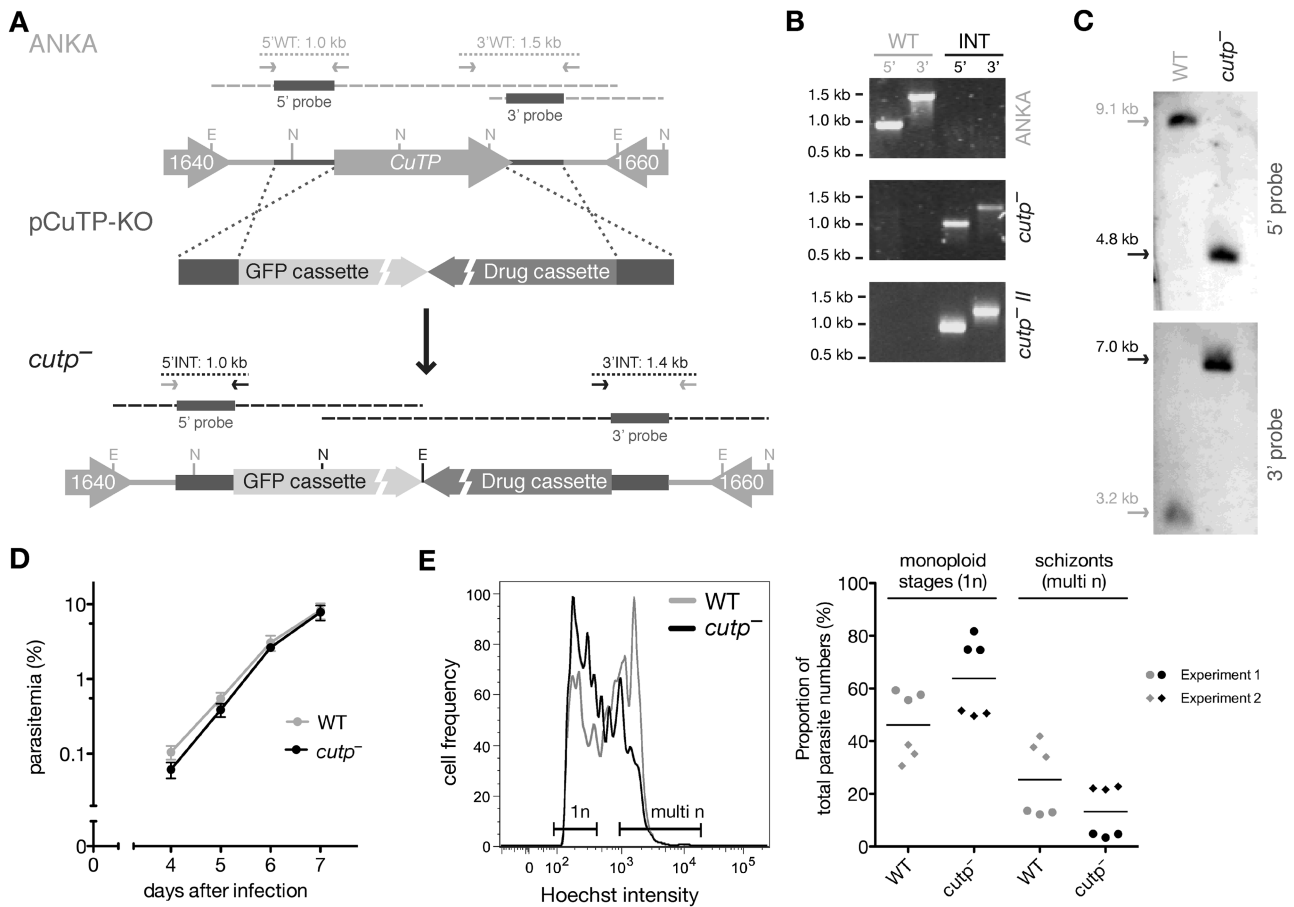 A
ANKA
5’WT: 1.0 kb
3’WT: 1.5 kb
5’ probe
3’ probe
E
N
N
N
E
N
1640
CuTP
1660
pCuTP-KO
GFP cassette
Drug cassette
cutp–
5’INT: 1.0 kb
3’INT: 1.4 kb
5’ probe
3’ probe
E
N
N
E
E
N
1640
GFP cassette
Drug cassette
1660
B
WT
INT
5’
3’
5’
3’
1.5 kb
1.0 kb
0.5 kb
ANKA
1.5 kb
1.0 kb
0.5 kb
cutp–
1.5 kb
1.0 kb
0.5 kb
cutp– II
C
WT
cutp–
9.1 kb
4.8 kb
5’ probe
7.0 kb
3.2 kb
3’ probe
D
parasitemia (%)
10
1
0.1
0
0
4
5
6
7
days after infection
WT
cutp–
E
cell frequency
100
80
60
40
20
0
WT
cutp–
1n
multi n
0
10²
10³
10⁴
10⁵
Hoechst intensity
monoploid
stages (1n)
schizonts
(multi n)
Proportion of
total parasite numbers (%)
100
80
60
40
20
0
WT
cutp–
WT
cutp–
Experiment 1
Experiment 2